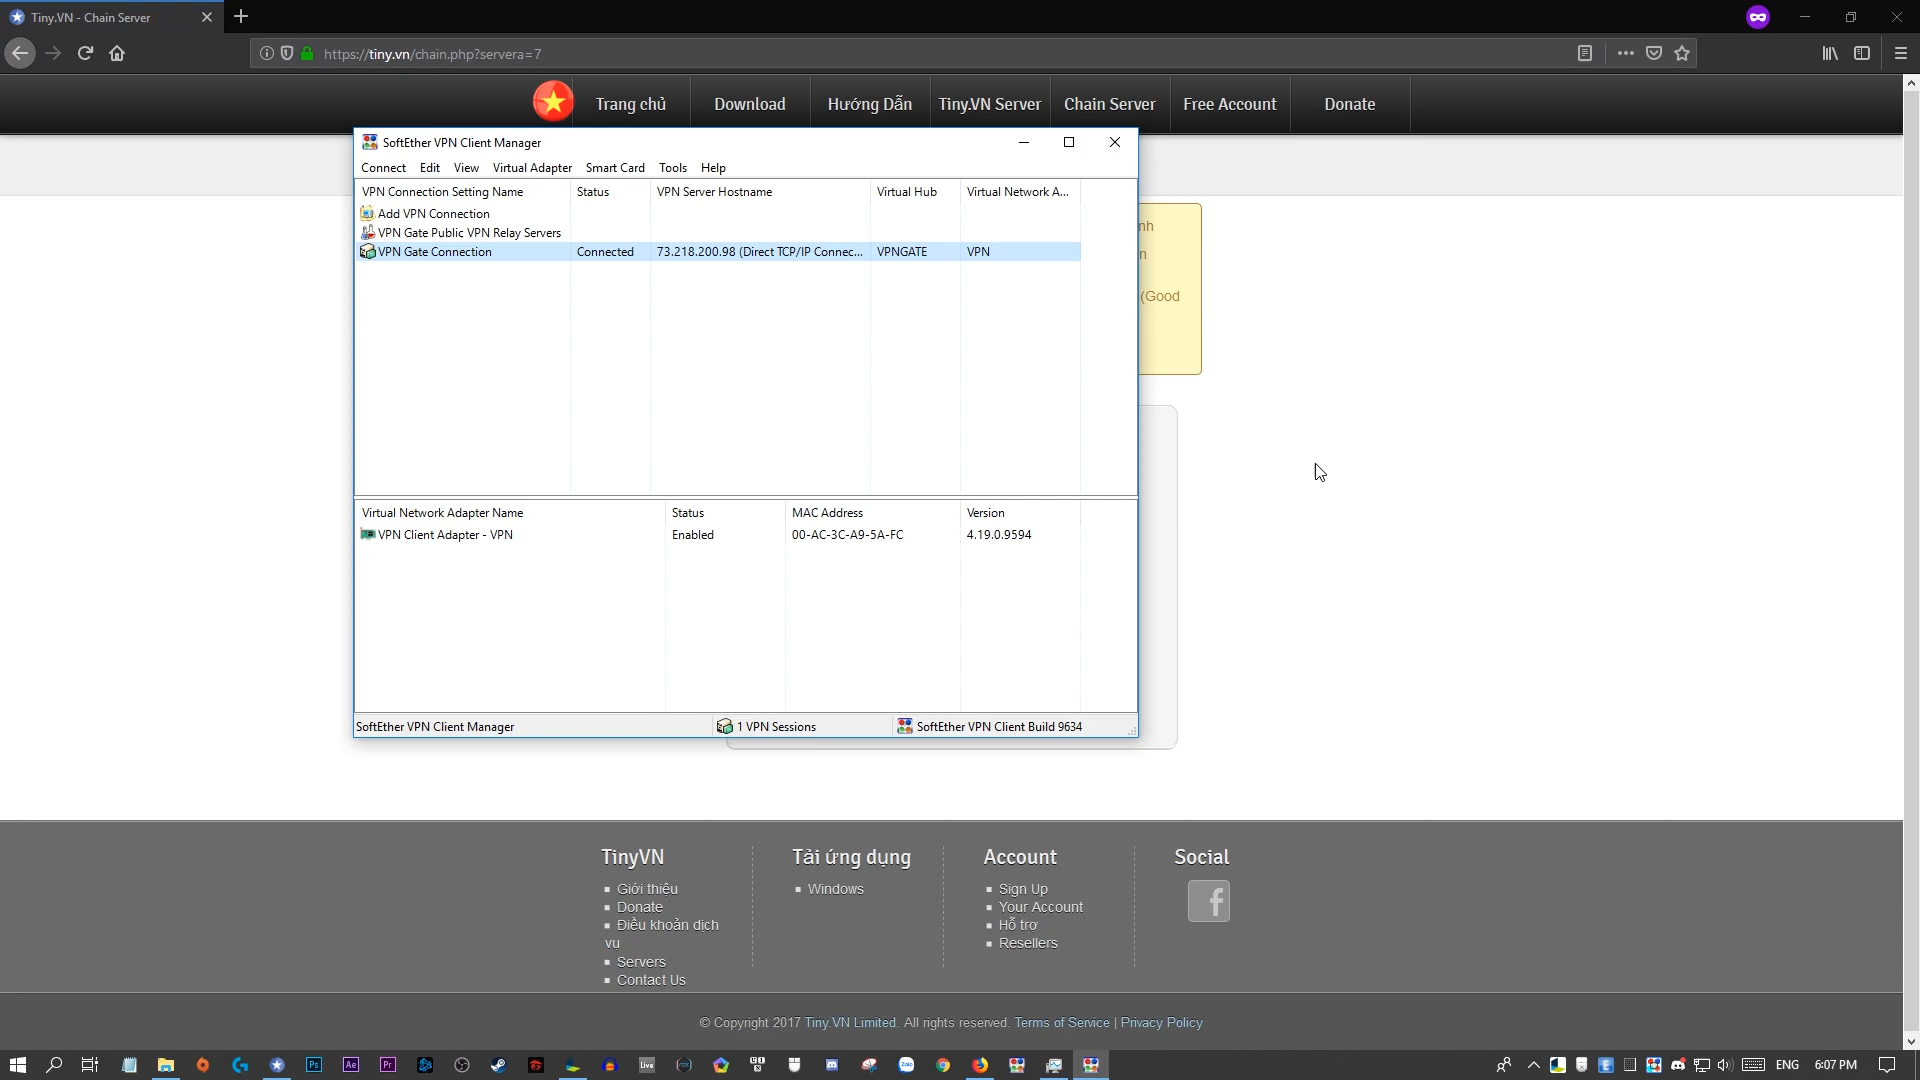 Tiny.VN - Chain Server
https://tiny.vn/chain.php?servera=7
Trang chủ Download Hướng Dẫn Tiny.VN Server Chain Server Free Account Donate
SoftEther VPN Client Manager
Connect Edit View Virtual Adapter Smart Card Tools Help
VPN Connection Setting Name Status VPN Server Hostname Virtual Hub Virtual Network A...
Add VPN Connection
VPN Gate Public VPN Relay Servers
VPN Gate Connection Connected 73.218.200.98 (Direct TCP/IP Connec... VPNGATE VPN
nh
n
(Good
Virtual Network Adapter Name Status MAC Address Version
VPN Client Adapter - VPN Enabled 00-AC-3C-A9-5A-FC 4.19.0.9594
SoftEther VPN Client Manager 1 VPN Sessions SoftEther VPN Client Build 9634
TinyVN
Giới thiệu
Donate
Điều khoản dịch
vu
Servers
Contact Us
Tải ứng dụng
Windows
Account
Sign Up
Your Account
Hỗ trợ
Resellers
Social
© Copyright 2017 Tiny.VN Limited. All rights reserved. Terms of Service | Privacy Policy
Ps Ae Pr live Zalo ENG 6:07 PM